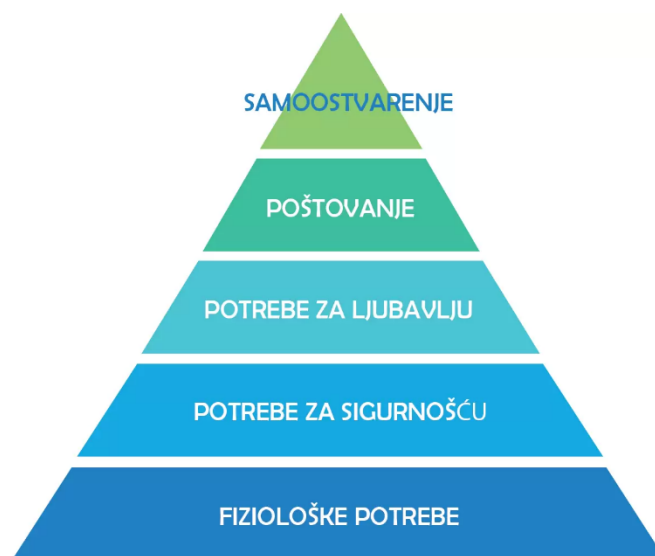 SAMOOSTVARENJE
POŠTOVANJE
POTREBE ZA LJUBAVLJU
POTREBE ZA SIGURNOŠĆU
FIZIOLOŠKE POTREBE